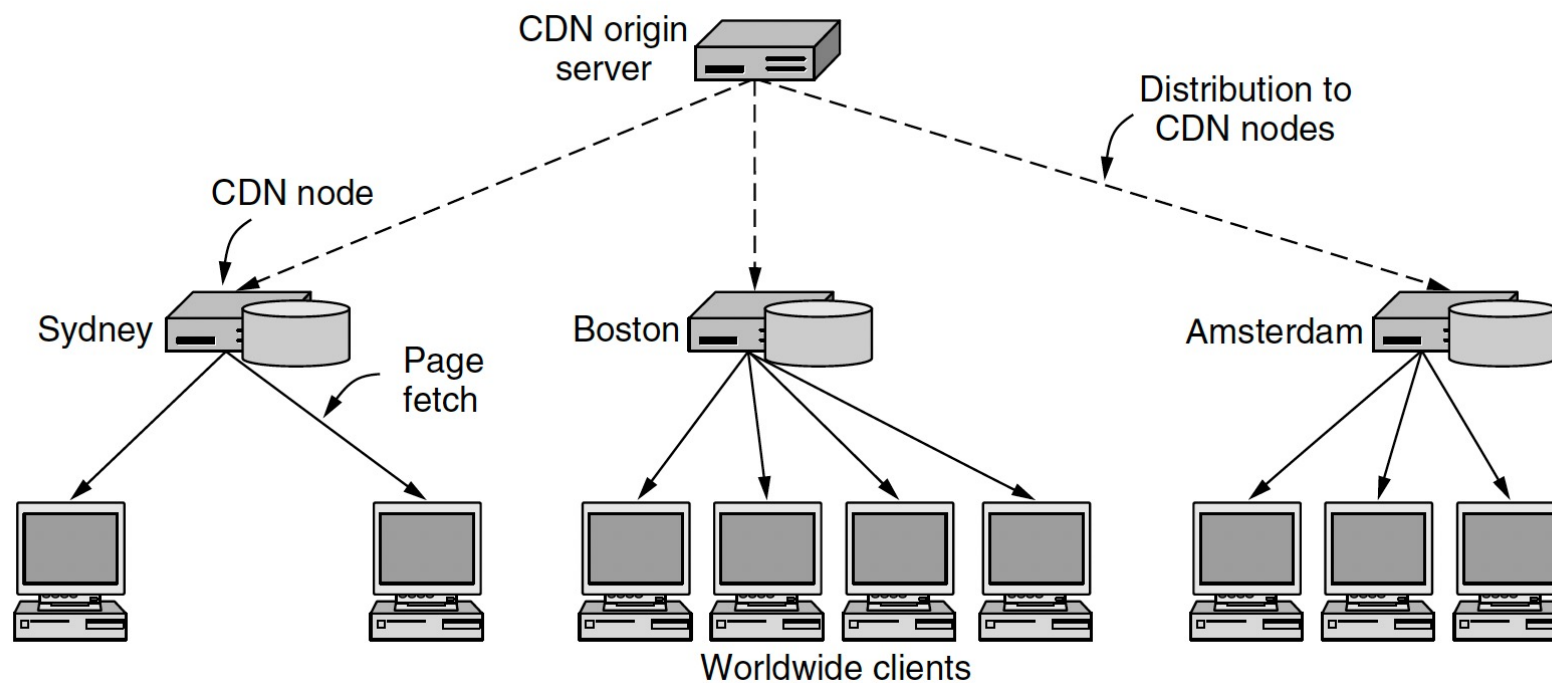 CDN origin
server
Distribution to
CDN nodes
CDN node
Sydney
Boston
Amsterdam
Page
fetch
Worldwide clients